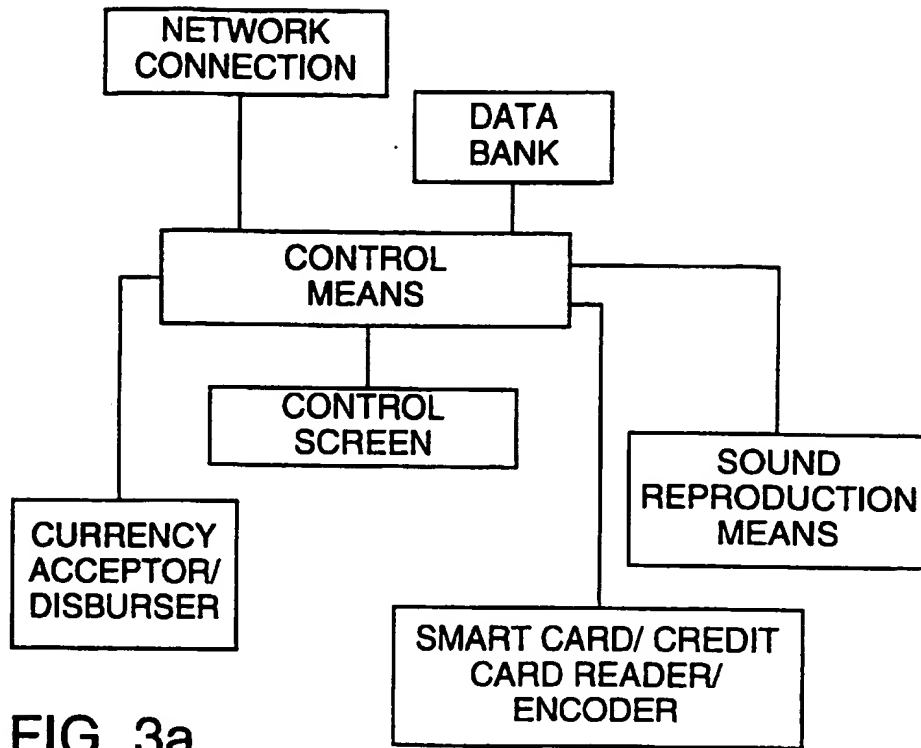 NETWORK
CONNECTION
DATA
BANK
CONTROL
MEANS
CONTROL
SCREEN
SOUND
REPRODUCTION
MEANS
CURRENCY
ACCEPTOR/
DISBURSER
SMART CARD/ CREDIT
CARD READER/
ENCODER
FIG. 3a